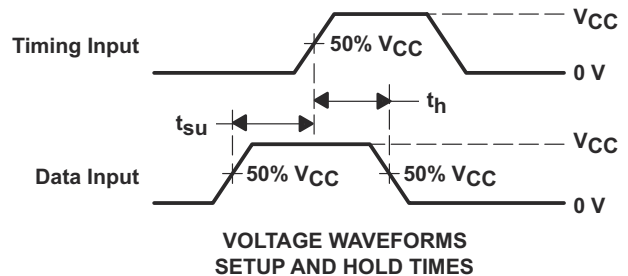 VCC
Timing Input
50% VCC
0 V
th
tsu
VCC
Data Input
50% VCC
50% VCC
0 V
VOLTAGE WAVEFORMS
SETUP AND HOLD TIMES